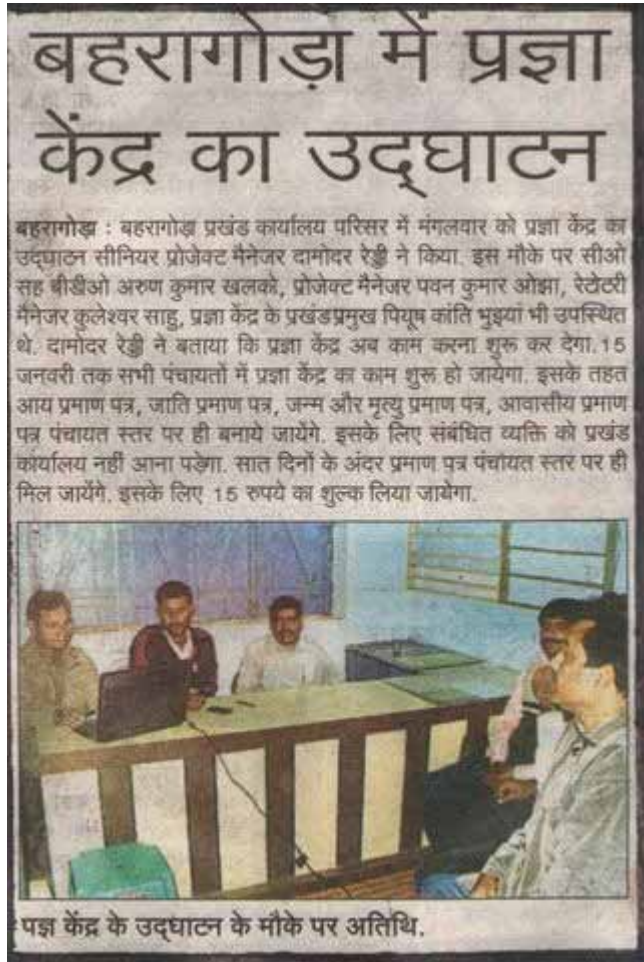 बहरागोड़ा में प्रज्ञा
केंद्र का उद्‌घाटन
बहरागोड़ा : बहरागोड़ा प्रखंड कार्यालय परिसर में मंगलवार को प्रज्ञा केंद्र का
उद्‌घाटन सीनियर प्रोजेक्ट मैनेजर दामोदर रेड्डी ने किया. इस मौके पर सीओ
सह बीडीओ अरुण कुमार खलको, प्रोजेक्ट मैनेजर पवन कुमार ओझा, रेटोटरी
मैनेजर कुलेश्वर साहु, प्रज्ञा केंद्र के प्रखंडप्रमुख पियूष कांति भुइयां भी उपस्थित
थे. दामोदर रेड्डी ने बताया कि प्रज्ञा केंद्र अब काम करना शुरू कर देगा.15
जनवरी तक सभी पंचायतों में प्रज्ञा केंद्र का काम शुरू हो जायेगा. इसके तहत
आय प्रमाण पत्र, जाति प्रमाण पत्र, जन्म और मृत्यु प्रमाण पत्र, आवासीय प्रमाण
पत्र पंचायत स्तर पर ही बनाये जायेंगे. इसके लिए संबंधित व्यक्ति को प्रखंड
कार्यालय नहीं आना पड़ेगा. सात दिनों के अंदर प्रमाण पत्र पंचायत स्तर पर ही
मिल जायेंगे. इसके लिए 15 रुपये का शुल्क लिया जायेगा.
पज्ञ केंद्र के उद्‌घाटन के मौके पर अतिथि.